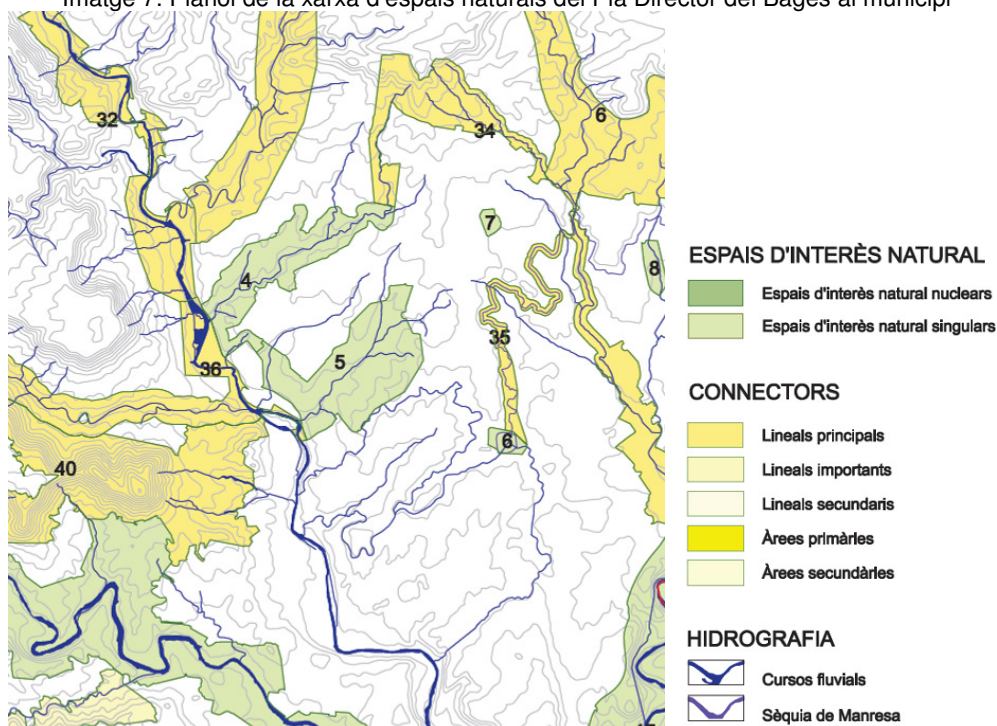 Imatge 7. Plànol de la xarxa d'espais naturals del Pla Director del Bages al municipi
32
34
6
7
4
8
5
35
36
6
40
ESPAIS D'INTERÈS NATURAL
Espais d'interès natural nuclears
Espais d'interès natural singulars
CONNECTORS
Lineals principals
Lineals importants
Lineals secundaris
Àrees primàries
Àrees secundàries
HIDROGRAFIA
Cursos fluvials
Sèquia de Manresa